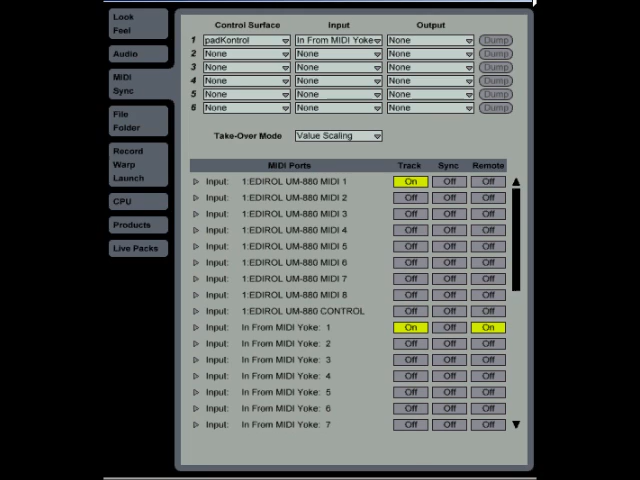 Look
Feel
Audio
MIDI
Sync
File
Folder
Record
Warp
Launch
CPU
Products
Live Packs
Control Surface Input Output
1 padKontrol In From MIDI Yoke None Dump
2 None None None Dump
3 None None None Dump
4 None None None Dump
5 None None None Dump
6 None None None Dump
Take-Over Mode Value Scaling
MIDI Ports Track Sync Remote
Input: 1:EDIROL UM-880 MIDI 1 On Off Off
Input: 1:EDIROL UM-880 MIDI 2 Off Off Off
Input: 1:EDIROL UM-880 MIDI 3 Off Off Off
Input: 1:EDIROL UM-880 MIDI 4 Off Off Off
Input: 1:EDIROL UM-880 MIDI 5 Off Off Off
Input: 1:EDIROL UM-880 MIDI 6 Off Off Off
Input: 1:EDIROL UM-880 MIDI 7 Off Off Off
Input: 1:EDIROL UM-880 MIDI 8 Off Off Off
Input: 1:EDIROL UM-880 CONTROL Off Off Off
Input: In From MIDI Yoke: 1 On Off On
Input: In From MIDI Yoke: 2 Off Off Off
Input: In From MIDI Yoke: 3 Off Off Off
Input: In From MIDI Yoke: 4 Off Off Off
Input: In From MIDI Yoke: 5 Off Off Off
Input: In From MIDI Yoke: 6 Off Off Off
Input: In From MIDI Yoke: 7 Off Off Off